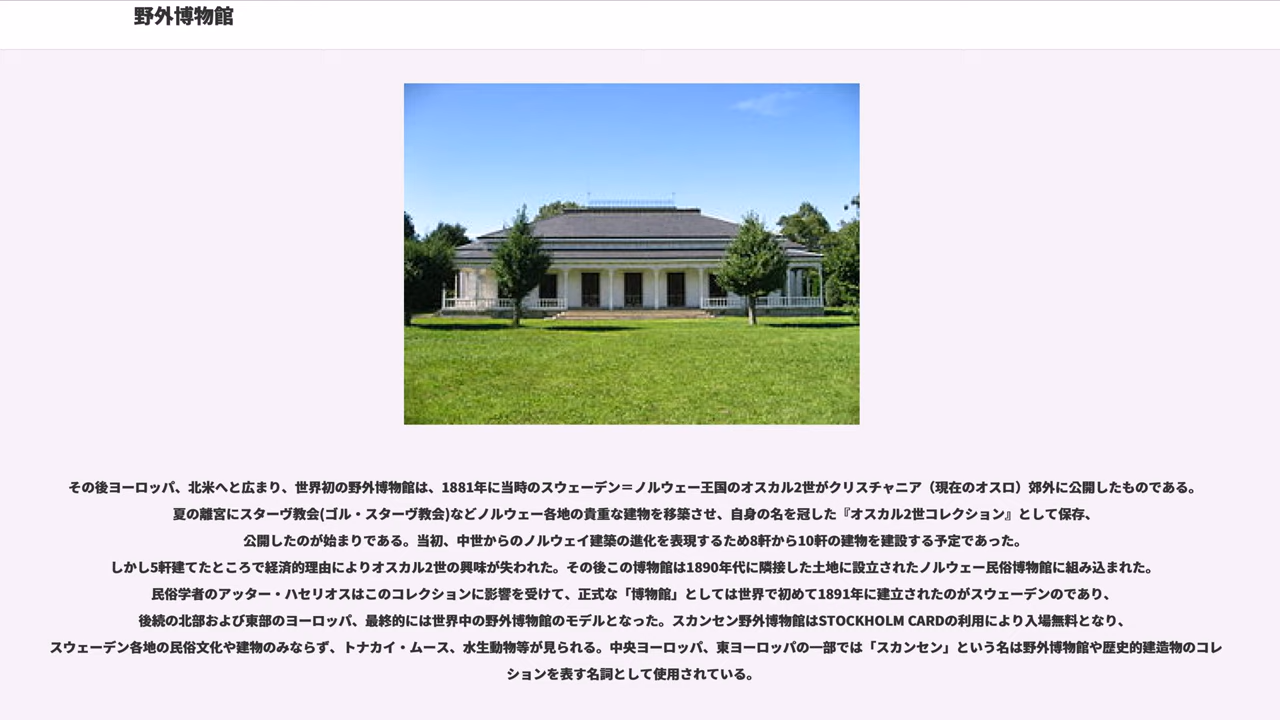 野外博物館
その後ヨーロッパ、北米へと広まり、世界初の野外博物館は、1881年に当時のスウェーデン＝ノルウェー王国のオスカル2世がクリスチャニア（現在のオスロ）郊外に公開したものである。
夏の離宮にスターヴ教会(ゴル・スターヴ教会)などノルウェー各地の貴重な建物を移築させ、自身の名を冠した『オスカル2世コレクション』として保存、
公開したのが始まりである。当初、中世からのノルウェイ建築の進化を表現するため8軒から10軒の建物を建設する予定であった。
しかし5軒建てたところで経済的理由によりオスカル2世の興味が失われた。その後この博物館は1890年代に隣接した土地に設立されたノルウェー民俗博物館に組み込まれた。
民俗学者のアッター・ハセリオスはこのコレクションに影響を受けて、正式な「博物館」としては世界で初めて1891年に建立されたのがスウェーデンのであり、
後続の北部および東部のヨーロッパ、最終的には世界中の野外博物館のモデルとなった。スカンセン野外博物館はSTOCKHOLM CARDの利用により入場無料となり、
スウェーデン各地の民俗文化や建物のみならず、トナカイ・ムース、水生動物等が見られる。中央ヨーロッパ、東ヨーロッパの一部では「スカンセン」という名は野外博物館や歴史的建造物のコレ
ションを表す名詞として使用されている。